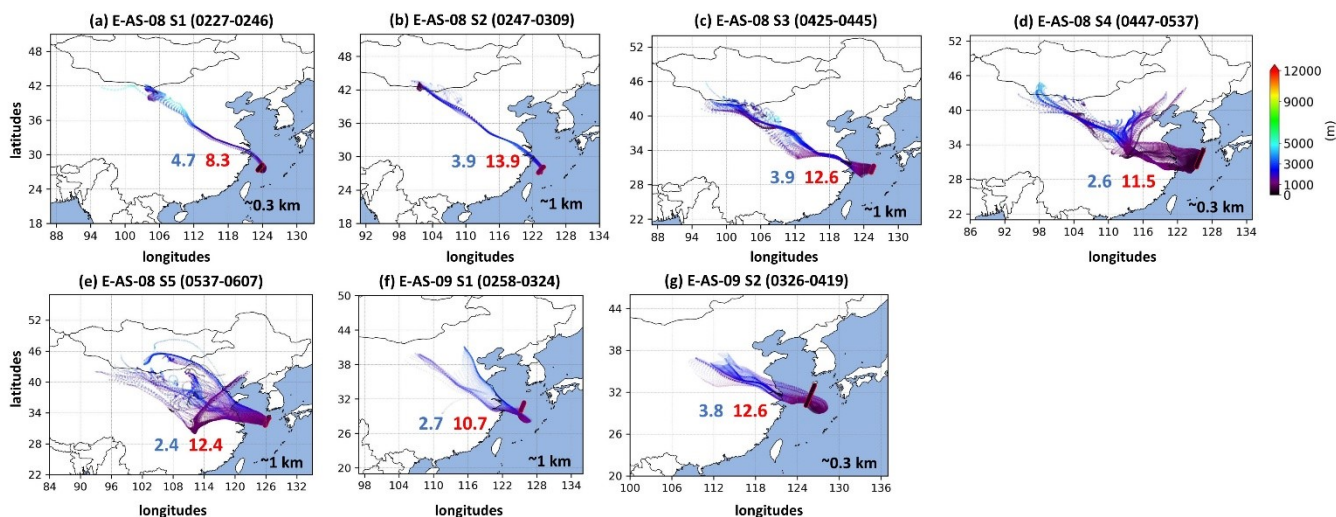 (a) E-AS-08 S1 (0227-0246)
48
42
36
30
24
18
latitudes
4.7 8.3
~0.3 km
88 94 100 106 112 118 124 130
longitudes
(b) E-AS-08 S2 (0247-0309)
52
48
42
36
30
24
18
3.9 13.9
~1 km
92 98 104 110 116 122 128 134
longitudes
(c) E-AS-08 S3 (0425-0445)
52
46
40
34
28
22
3.9 12.6
~1 km
88 94 100 106 112 118 124 130
longitudes
(d) E-AS-08 S4 (0447-0537)
52
46
40
34
28
22
2.6 11.5
~0.3 km
92 98 104 110 116 122 128 134
longitudes
12000
9000
5000
3000
1000
0
(m)
(e) E-AS-08 S5 (0537-0607)
52
46
40
34
28
22
latitudes
2.4 12.4
~1 km
84 92 98 104 110 116 122 128 134
longitudes
(f) E-AS-09 S1 (0258-0324)
50
44
38
32
26
20
2.7 10.7
~1 km
98 102 108 114 120 126 132
longitudes
(g) E-AS-09 S2 (0326-0419)
44
38
32
26
20
3.8 12.6
~0.3 km
100 106 112 118 124 130 136
longitudes